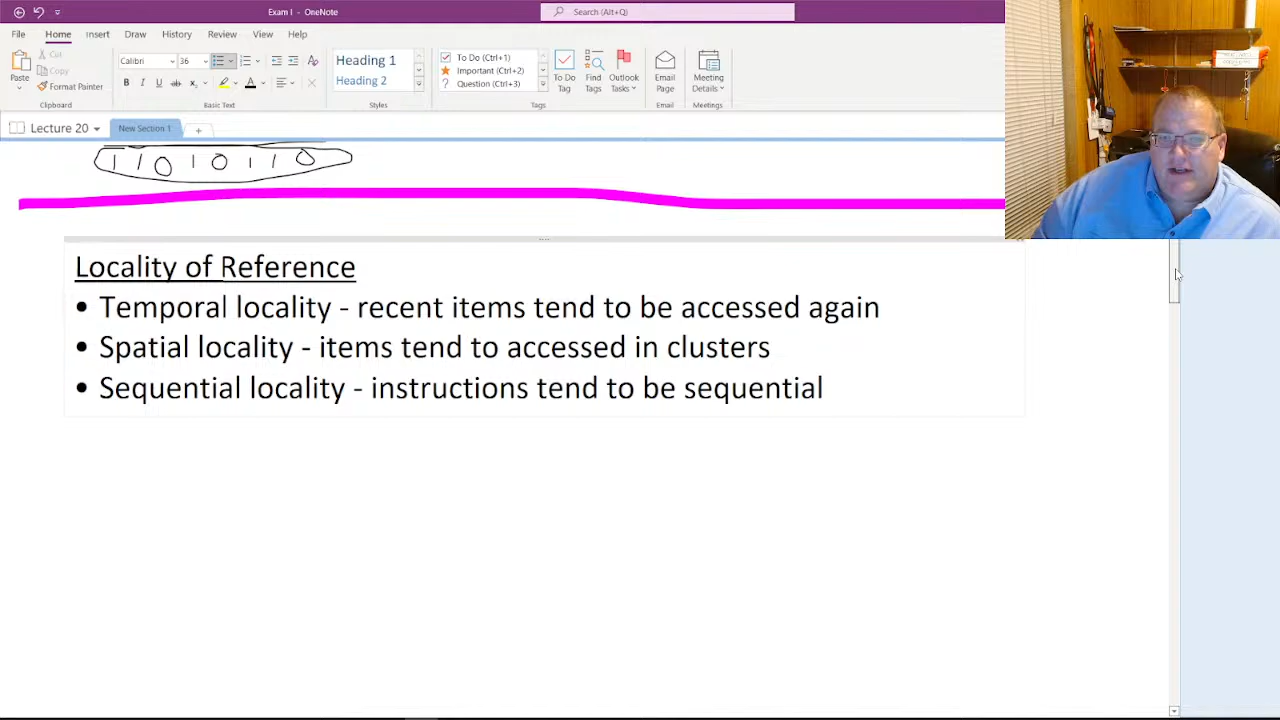 Exam I - OneNote
Search (Alt+Q)
File Home Insert Draw History Review View Help
Paste
Cut
Copy
Format Painter
Clipboard
Calibri 36
B I U ab A
Basic Text
Heading 1
Heading 2
Styles
To Do (Ctrl+1)
Important (Ctrl+2)
Question (Ctrl+3)
To Do Tag
Find Tags
Outlook Tasks
Tags
Email Page
Email
Meeting Details
Meetings
Lecture 20
New Section 1
+
1 1 0 1 0 1 1 0
Locality of Reference
• Temporal locality - recent items tend to be accessed again
• Spatial locality - items tend to accessed in clusters
• Sequential locality - instructions tend to be sequential